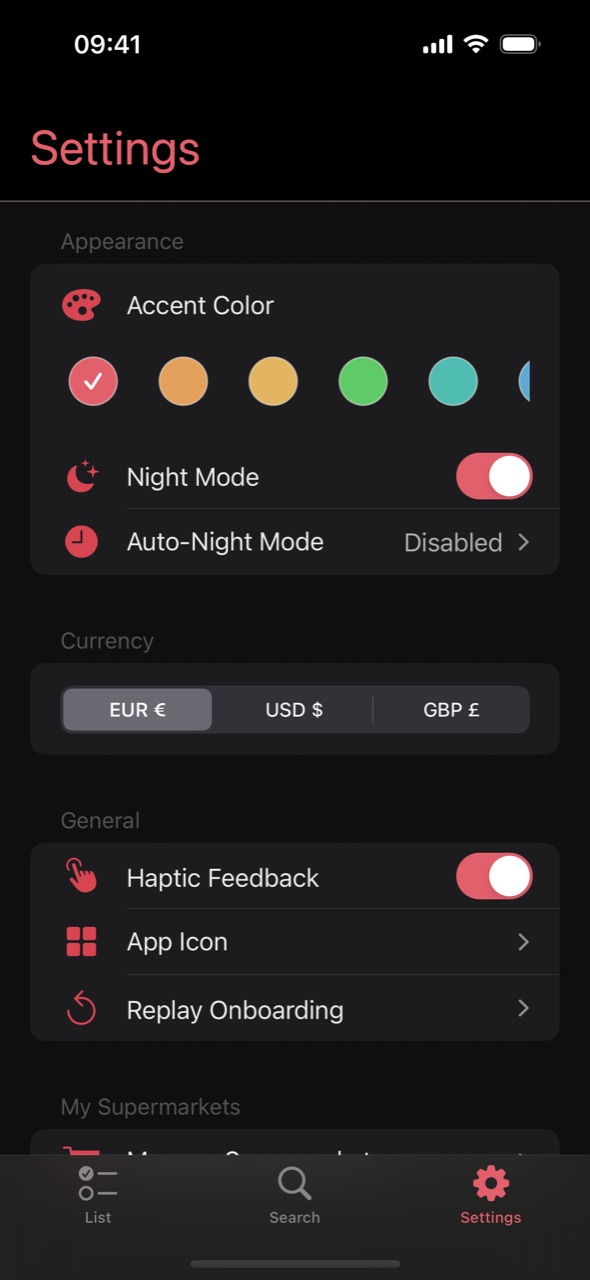 09:41
Settings
Appearance
Accent Color
Night Mode
Auto-Night Mode Disabled
Currency
EUR € USD $ GBP £
General
Haptic Feedback
App Icon
Replay Onboarding
My Supermarkets
List Search Settings